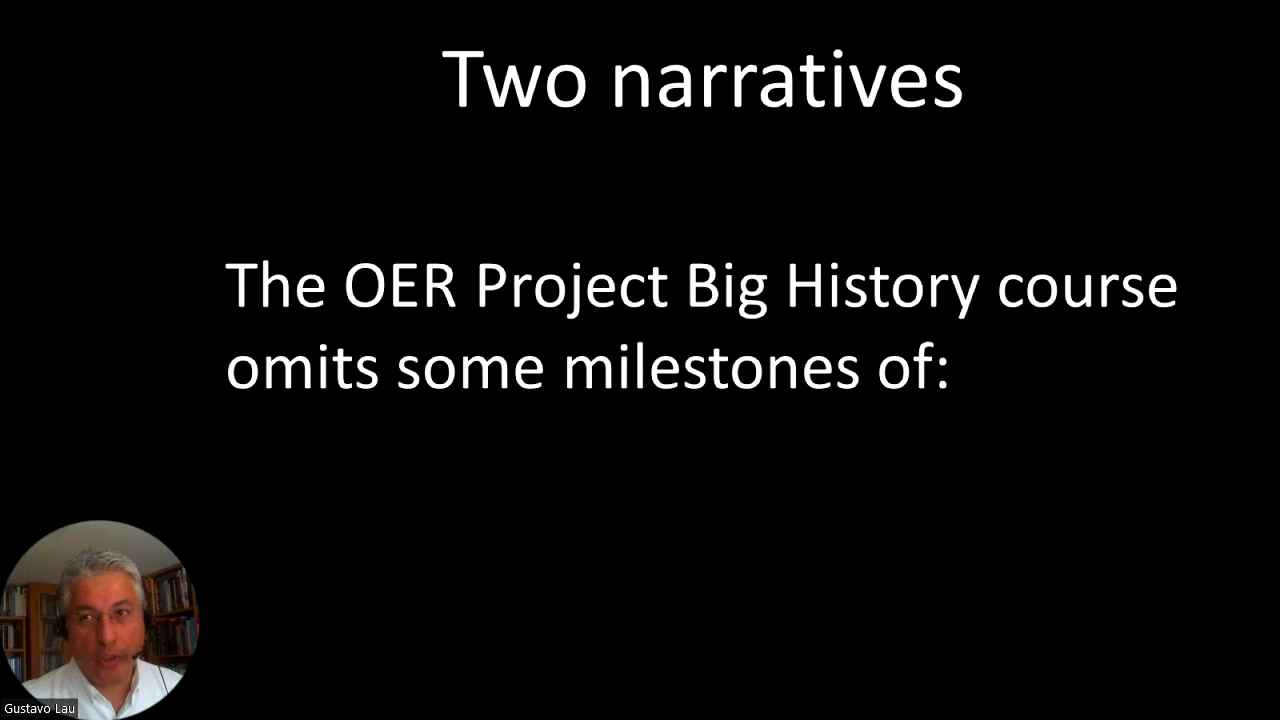 Two narratives
The OER Project Big History course
omits some milestones of:
Gustavo Lau